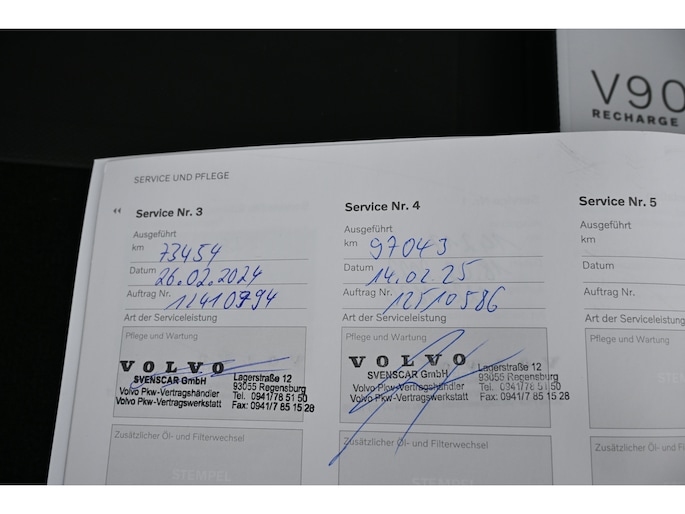 V90
RECHARGE
SERVICE UND PFLEGE
Service Nr. 3
Ausgeführt
km 73454
Datum 26.02.2024
Auftrag Nr. 12410794
Art der Serviceleistung
Pflege und Wartung
VOLVO
SVENSCAR GmbH
Volvo Pkw-Vertragshändler
Volvo Pkw-Vertragswerkstatt
Lagerstraße 12
93055 Regensburg
Tel. 0941/78 51 50
Fax: 0941/7 85 15 28
Zusätzlicher Öl- und Filterwechsel
STEMPEL
Service Nr. 4
Ausgeführt
km 97043
Datum 14.02.25
Auftrag Nr. 12510586
Art der Serviceleistung
Pflege und Wartung
VOLVO
SVENSCAR GmbH
Volvo Pkw-Vertragshändler
Volvo Pkw-Vertragswerkstatt
Lagerstraße 12
93055 Regensburg
Tel. 0941/78 51 50
Fax: 0941/7 85 15 28
Zusätzlicher Öl- und Filterwechsel
STEMPEL
Service Nr. 5
Ausgeführt
km
Datum
Auftrag Nr.
Art der Serviceleistung
Pflege und Wartung
Zusätzlicher Öl- und F